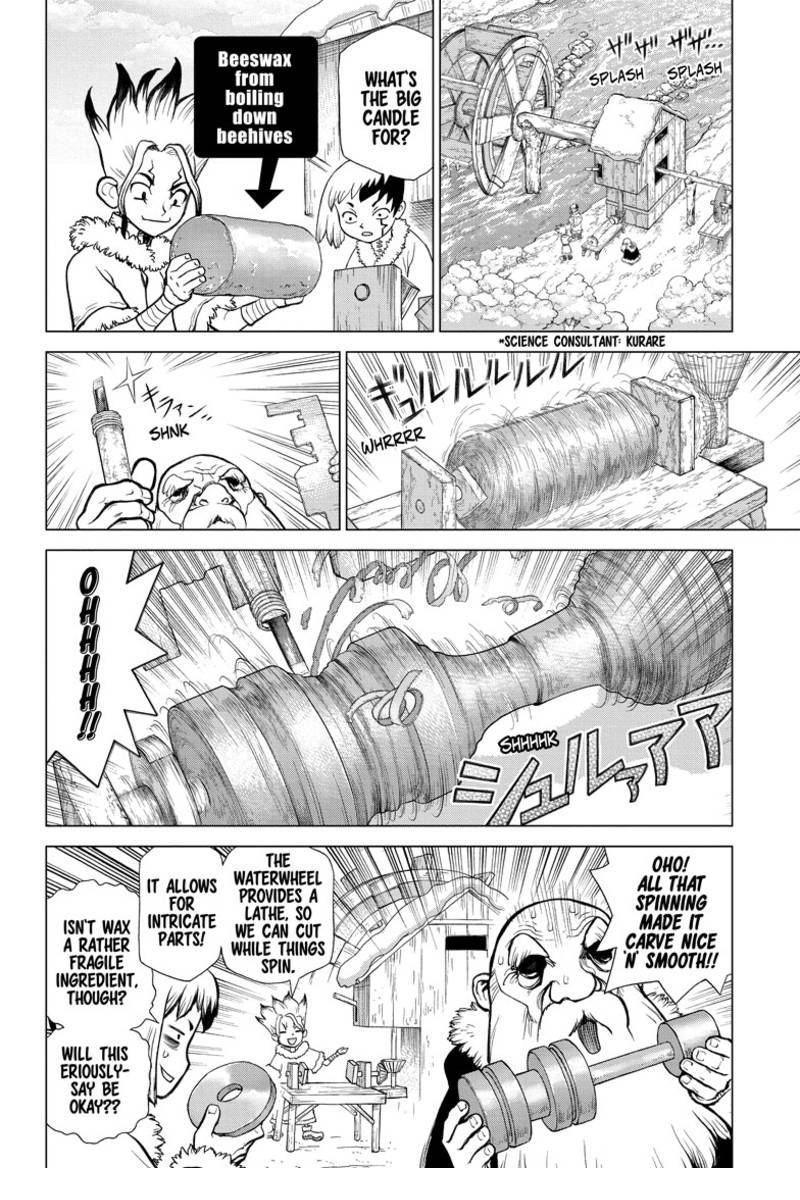 ザザ ザザ…
SPLASH
SPLASH
WHAT'S
THE BIG
CANDLE
FOR?
Beeswax
from
boiling
down
beehives
*SCIENCE CONSULTANT: KURARE
ギュルルルルル
WHRRRR
キラァン
SHNK
OHHHH!!
SHHHHK
シュルァァァ
OHO!
ALL THAT
SPINNING
MADE IT
CARVE NICE
'N' SMOOTH!!
THE
WATERWHEEL
PROVIDES A
LATHE, SO
WE CAN CUT
WHILE THINGS
SPIN.
IT ALLOWS
FOR
INTRICATE
PARTS!
ISN'T WAX
A RATHER
FRAGILE
INGREDIENT,
THOUGH?
WILL THIS
ERIOUSLY-
SAY BE
OKAY??